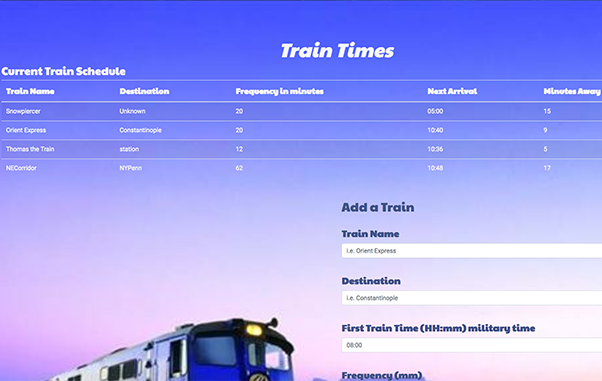 Train Times
Current Train Schedule
Train Name Destination Frequency in minutes Next Arrival Minutes Away
Snowpiercer Unknown 20 05:00 15
Orient Express Constantinople 20 10:40 9
Thomas the Train station 12 10:36 5
NECorridor NYPenn 62 10:48 17
Add a Train
Train Name
i.e. Orient Express
Destination
i.e. Constantinople
First Train Time (HH:mm) military time
08:00
Frequency (mm)